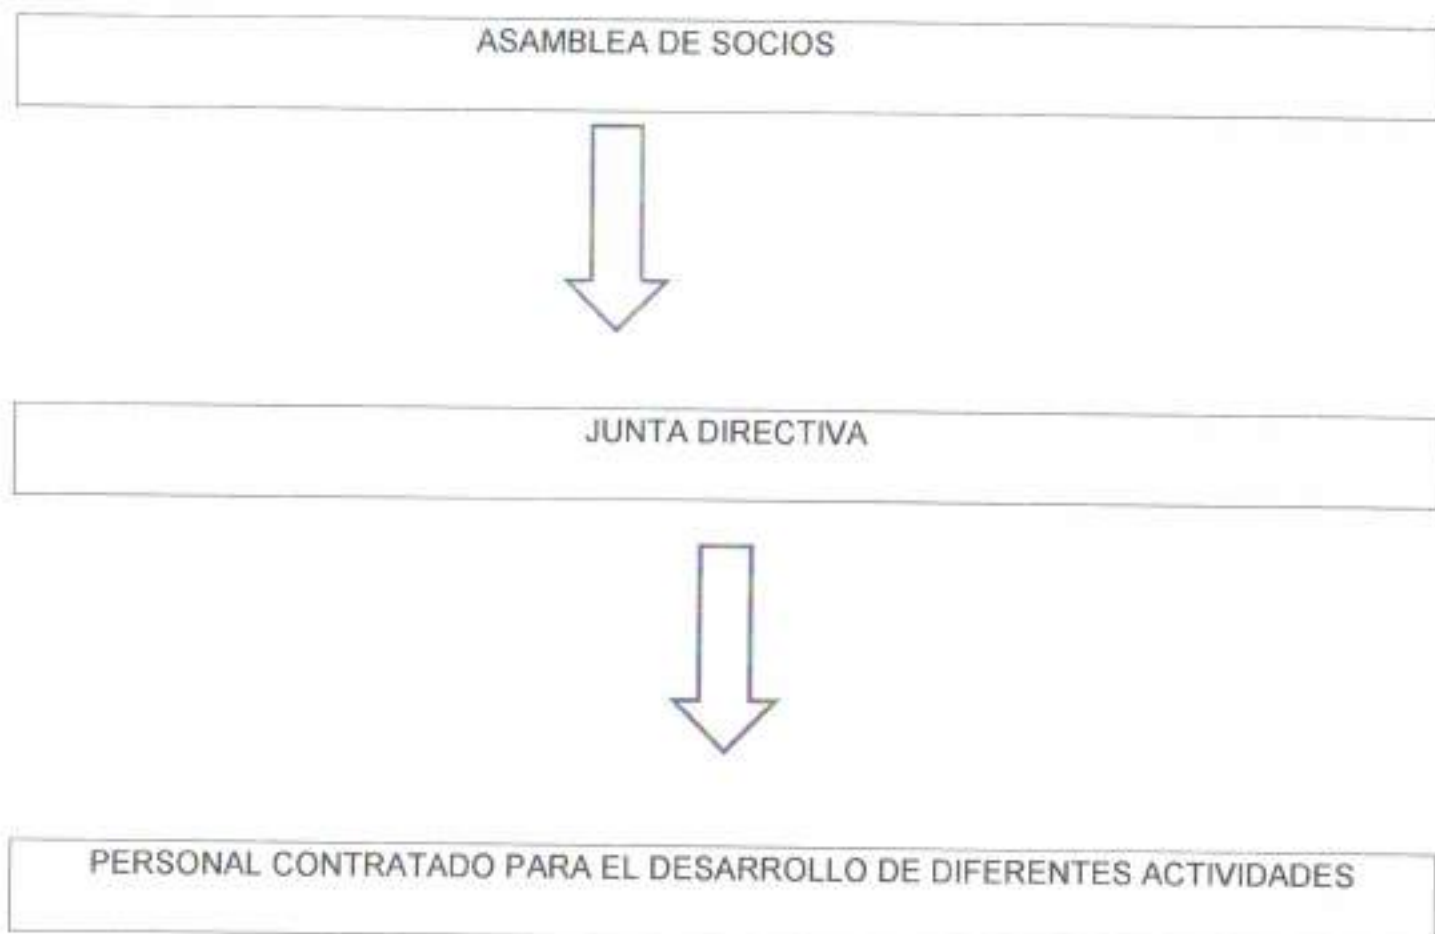 ASAMBLEA DE SOCIOS
JUNTA DIRECTIVA
PERSONAL CONTRATADO PARA EL DESARROLLO DE DIFERENTES ACTIVIDADES